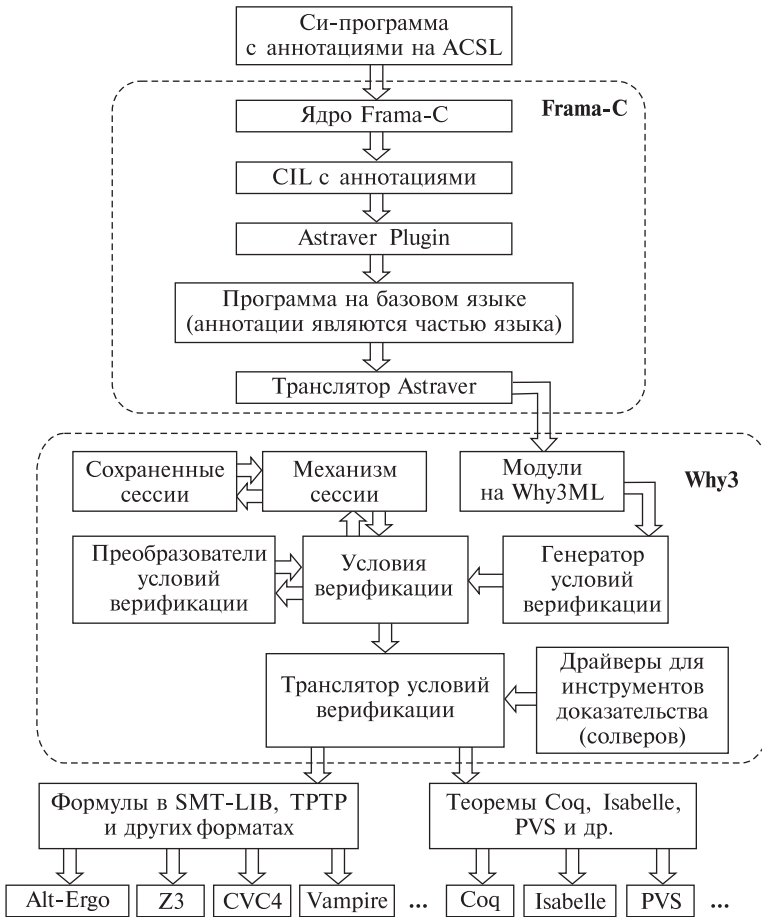 Си-программа
с аннотациями на ACSL
Frama-C
Ядро Frama-C
CIL с аннотациями
Astraver Plugin
Программа на базовом языке
(аннотации являются частью языка)
Транслятор Astraver
Сохраненные
сессии
Механизм
сессии
Модули
на Why3ML
Why3
Преобразователи
условий
верификации
Условия
верификации
Генератор
условий
верификации
Транслятор условий
верификации
Драйверы для
инструментов
доказательства
(солверов)
Формулы в SMT-LIB, TPTP
и других форматах
Теоремы Coq, Isabelle,
PVS и др.
Alt-Ergo Z3 CVC4 Vampire ... Coq Isabelle PVS ...